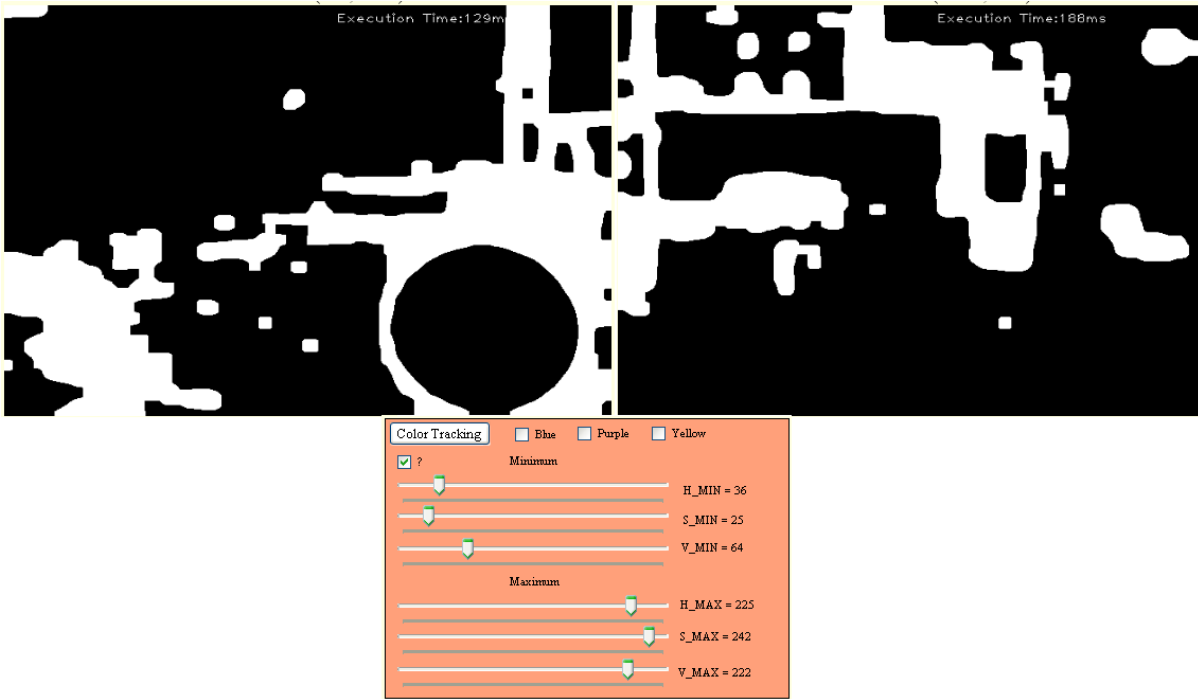 Execution Time:129m
Execution Time:188ms
Color Tracking Blue Purple Yellow
? Minimum
H_MIN = 36
S_MIN = 25
V_MIN = 64
Maximum
H_MAX = 225
S_MAX = 242
V_MAX = 222